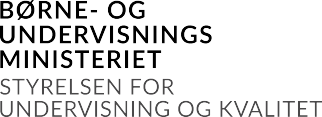 BØRNE- OG
UNDERVISNINGS
MINISTERIET
STYRELSEN FOR
UNDERVISNING OG KVALITET